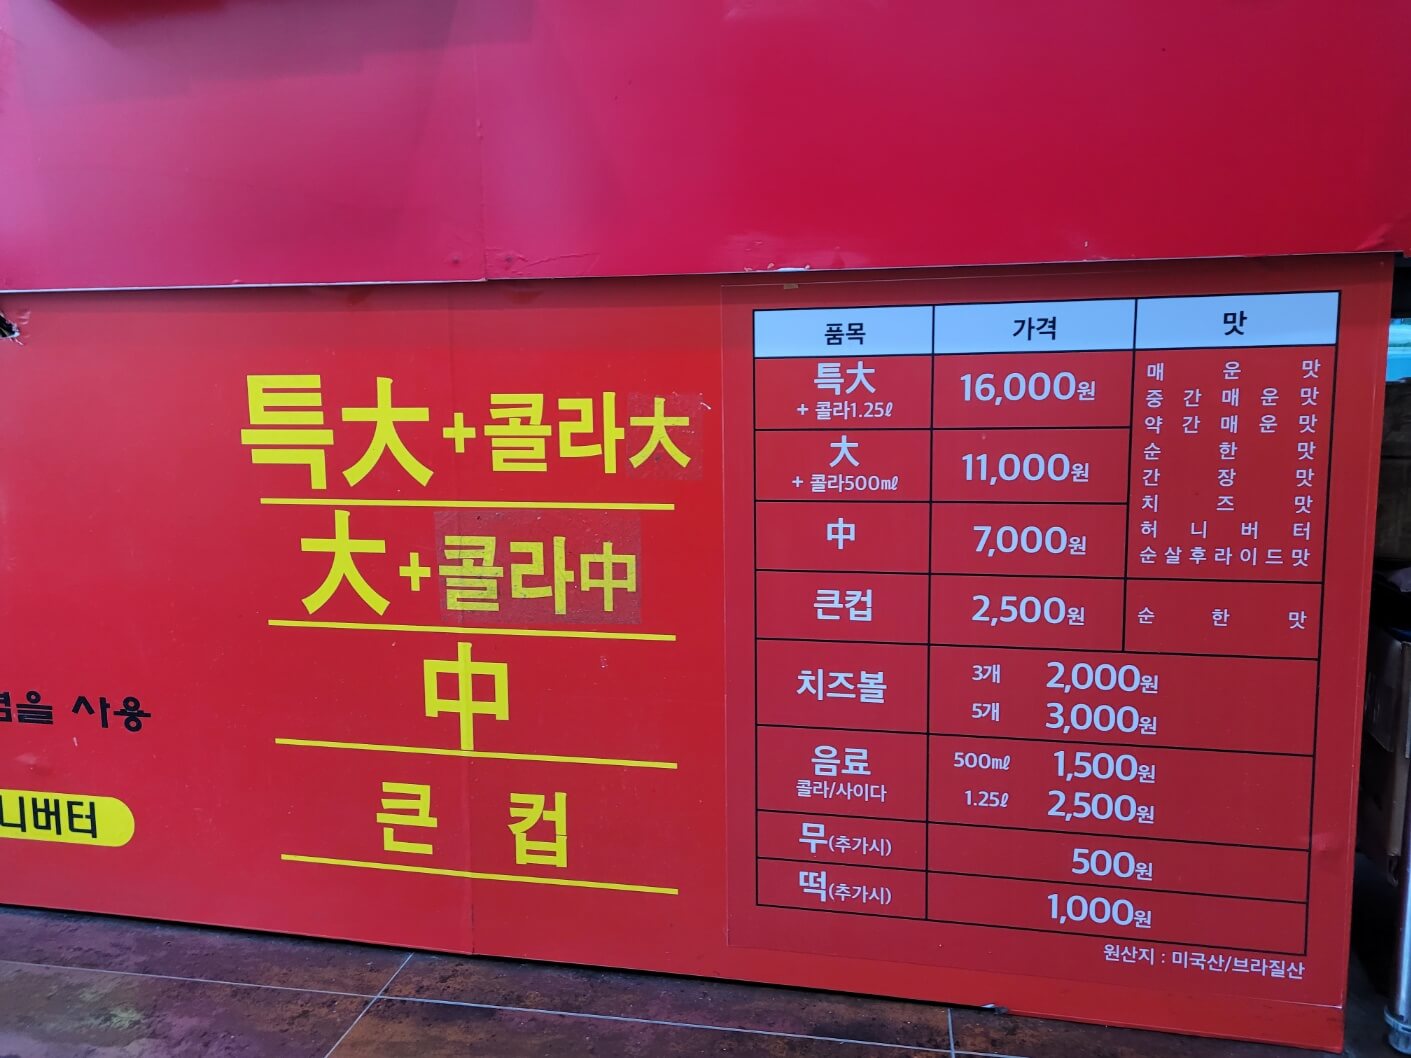 특大+콜라大
大+콜라中
中
큰 컵
을 사용
니버터
품목 가격 맛
특大 + 콜라1.25ℓ 16,000원
大 + 콜라500㎖ 11,000원
中 7,000원
매운맛
중간매운맛
약간매운맛
순한맛
간장맛
치즈맛
허니버터
순살후라이드맛
큰컵 2,500원 순한맛
치즈볼 3개 2,000원
5개 3,000원
음료 콜라/사이다 500㎖ 1,500원
1.25ℓ 2,500원
무(추가시) 500원
떡(추가시) 1,000원
원산지 : 미국산/브라질산